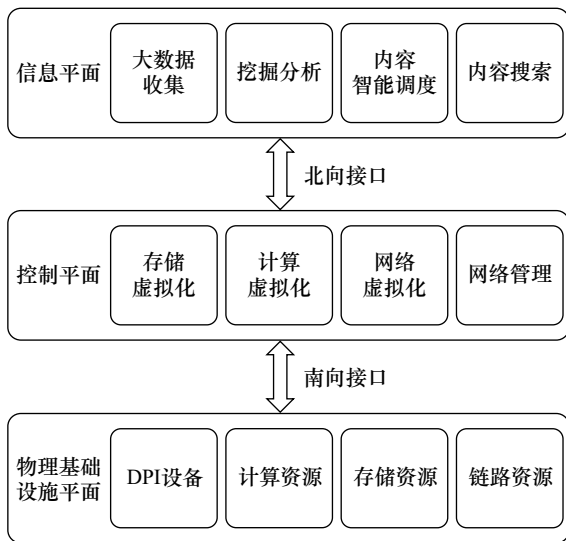 信息平面
大数据
收集
挖掘分析
内容
智能调度
内容搜索
北向接口
控制平面
存储
虚拟化
计算
虚拟化
网络
虚拟化
网络管理
南向接口
物理基础
设施平面
DPI设备
计算资源
存储资源
链路资源